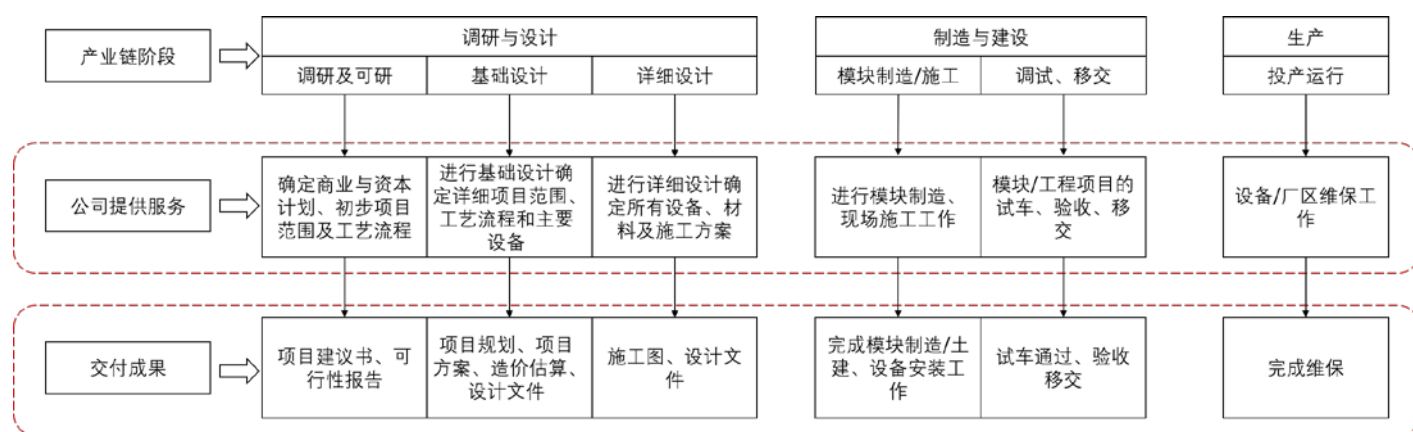 产业链阶段
调研与设计
制造与建设
生产
调研及可研
基础设计
详细设计
模块制造/施工
调试、移交
投产运行
公司提供服务
确定商业与资本
计划、初步项目
范围及工艺流程
进行基础设计确
定详细项目范围、
工艺流程和主要
设备
进行详细设计确
定所有设备、材
料及施工方案
进行模块制造、
现场施工工作
模块/工程项目的
试车、验收、移
交
设备/厂区维保工
作
交付成果
项目建议书、可
行性报告
项目规划、项目
方案、造价估算、
设计文件
施工图、设计文
件
完成模块制造/土
建、设备安装工
作
试车通过、验收
移交
完成维保